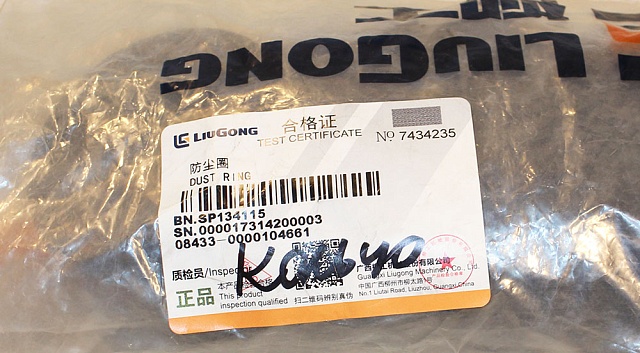 LIUGONG
LIUGONG
合格证
TEST CERTIFICATE
№ 7434235
防尘圈
DUST RING
BN.SP134115
SN.000017314200003
08433-0000104661
Кольцо
质检员/Inspec
正品
This product
inspection qualified
扫二维码辨别真伪
Guangxi Liugong Machinery Co., Ltd.
中国广西柳州市柳太路1号
No.1 Liutai Road, Liuzhou, Guangxi China